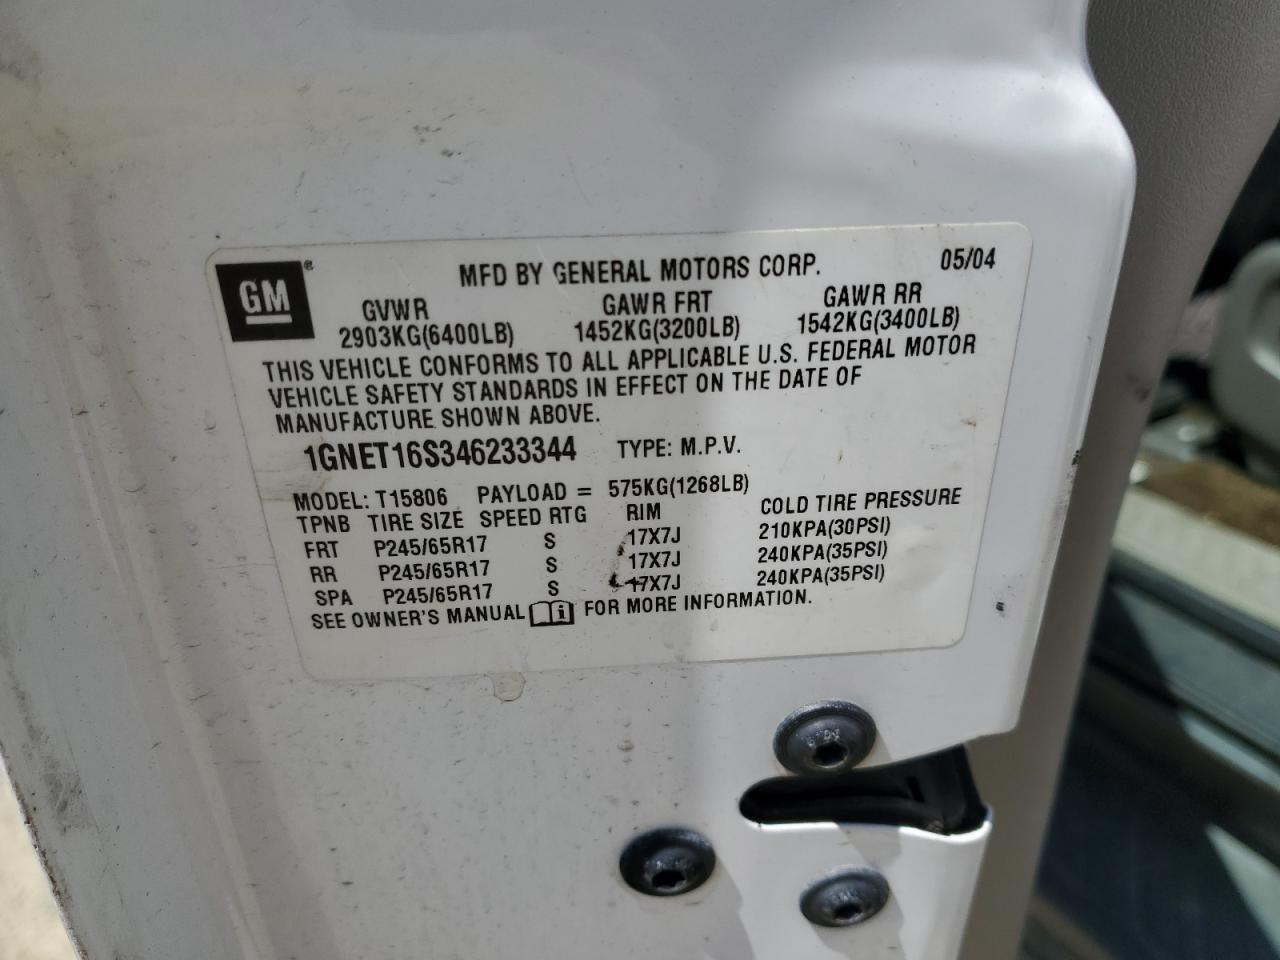 GM® MFD BY GENERAL MOTORS CORP. 05/04
GVWR GAWR FRT GAWR RR
2903KG(6400LB) 1452KG(3200LB) 1542KG(3400LB)
THIS VEHICLE CONFORMS TO ALL APPLICABLE U.S. FEDERAL MOTOR
VEHICLE SAFETY STANDARDS IN EFFECT ON THE DATE OF
MANUFACTURE SHOWN ABOVE.
1GNET16S346233344 TYPE: M.P.V.
MODEL: T15806 PAYLOAD = 575KG(1268LB)
TPNB TIRE SIZE SPEED RTG RIM COLD TIRE PRESSURE
FRT P245/65R17 S 17X7J 210KPA(30PSI)
RR P245/65R17 S 17X7J 240KPA(35PSI)
SPA P245/65R17 S 17X7J 240KPA(35PSI)
SEE OWNER'S MANUAL i FOR MORE INFORMATION.